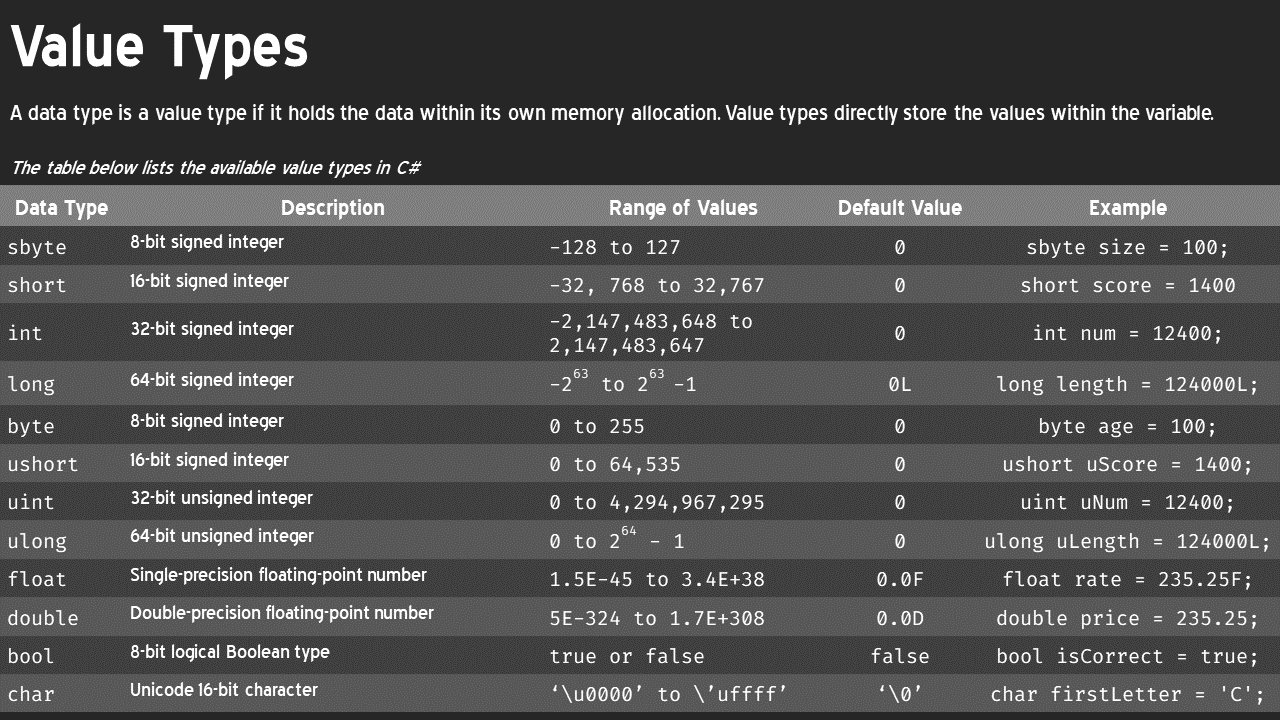 Value Types
A data type is a value type if it holds the data within its own memory allocation. Value types directly store the values within the variable.
The table below lists the available value types in C#
Data Type Description Range of Values Default Value Example
sbyte 8-bit signed integer -128 to 127 0 sbyte size = 100;
short 16-bit signed integer -32, 768 to 32,767 0 short score = 1400
int 32-bit signed integer -2,147,483,648 to 2,147,483,647 0 int num = 12400;
long 64-bit signed integer -2^63 to 2^63 -1 0L long length = 124000L;
byte 8-bit signed integer 0 to 255 0 byte age = 100;
ushort 16-bit signed integer 0 to 64,535 0 ushort uScore = 1400;
uint 32-bit unsigned integer 0 to 4,294,967,295 0 uint uNum = 12400;
ulong 64-bit unsigned integer 0 to 2^64 - 1 0 ulong uLength = 124000L;
float Single-precision floating-point number 1.5E-45 to 3.4E+38 0.0F float rate = 235.25F;
double Double-precision floating-point number 5E-324 to 1.7E+308 0.0D double price = 235.25;
bool 8-bit logical Boolean type true or false false bool isCorrect = true;
char Unicode 16-bit character ‘\u0000’ to \’uffff’ ‘\0’ char firstLetter = 'C';